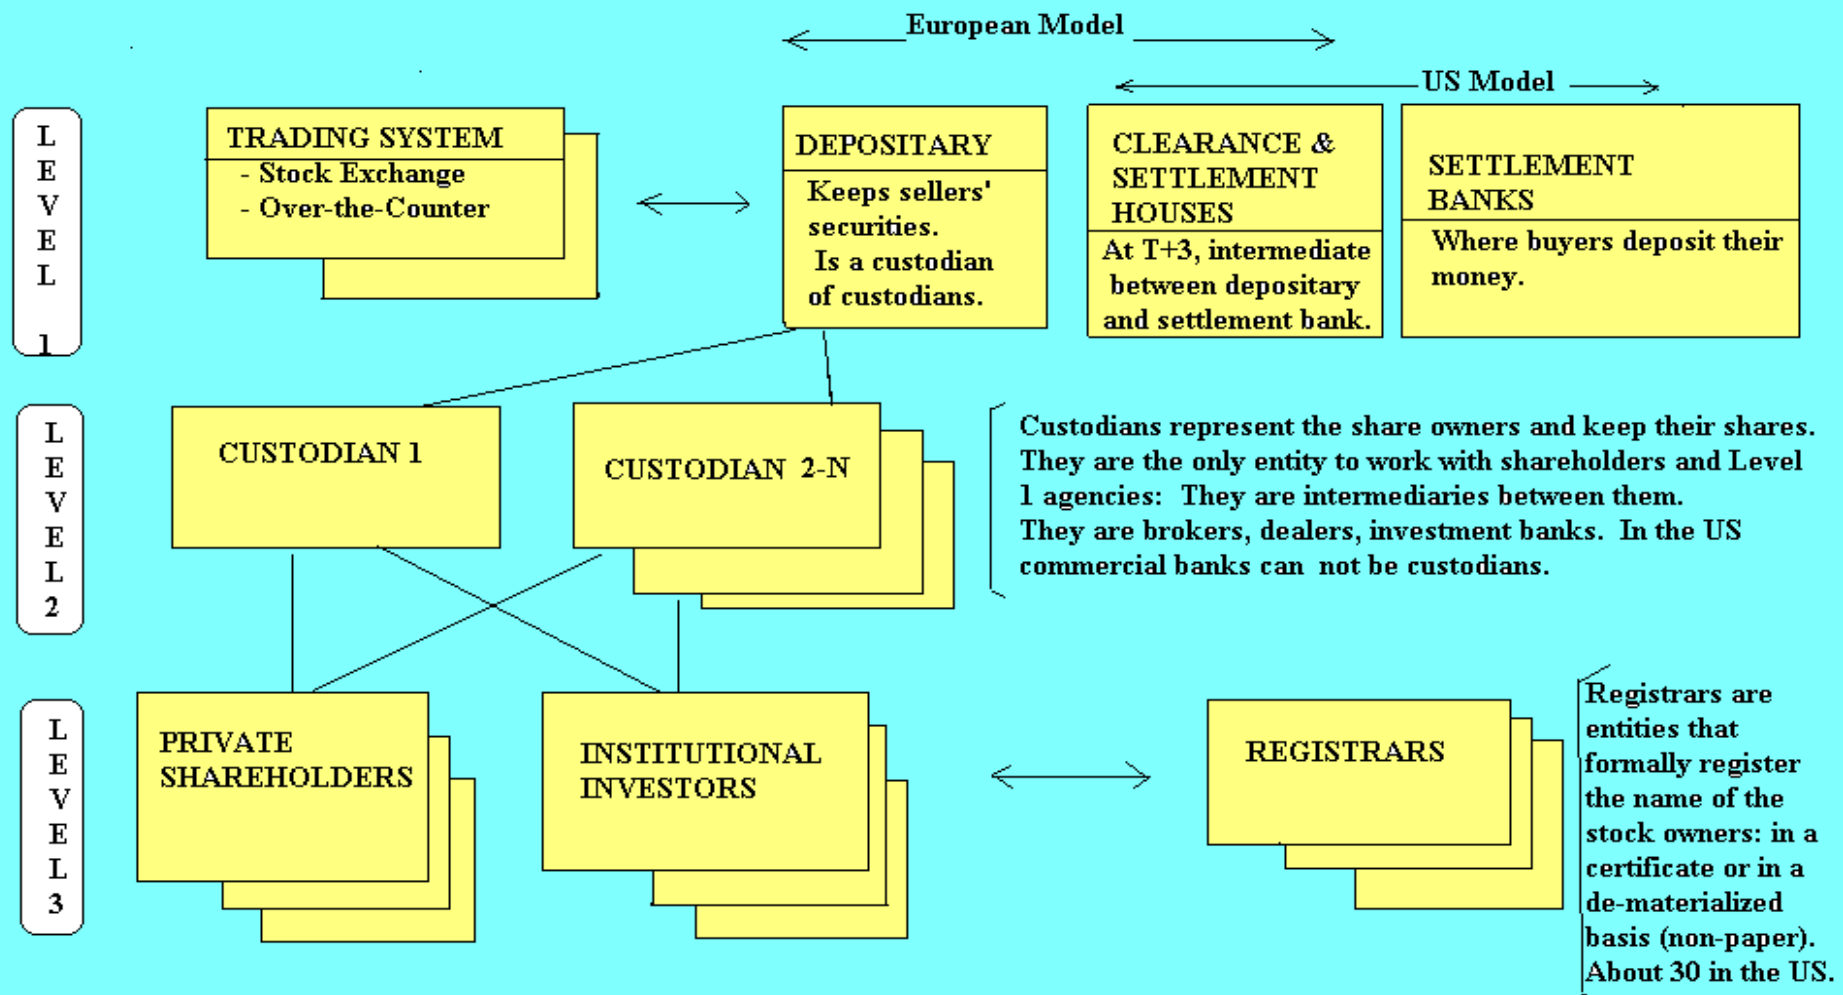 European Model
US Model
L
E
V
E
L
1
TRADING SYSTEM
- Stock Exchange
- Over-the-Counter
DEPOSITARY
Keeps sellers'
securities.
Is a custodian
of custodians.
CLEARANCE &
SETTLEMENT
HOUSES
At T+3, intermediate
between depositary
and settlement bank.
SETTLEMENT
BANKS
Where buyers deposit their
money.
L
E
V
E
L
2
CUSTODIAN 1
CUSTODIAN 2-N
Custodians represent the share owners and keep their shares.
They are the only entity to work with shareholders and Level
1 agencies: They are intermediaries between them.
They are brokers, dealers, investment banks. In the US
commercial banks can not be custodians.
L
E
V
E
L
3
PRIVATE
SHAREHOLDERS
INSTITUTIONAL
INVESTORS
REGISTRARS
Registrars are
entities that
formally register
the name of the
stock owners: in a
certificate or in a
de-materialized
basis (non-paper).
About 30 in the US.